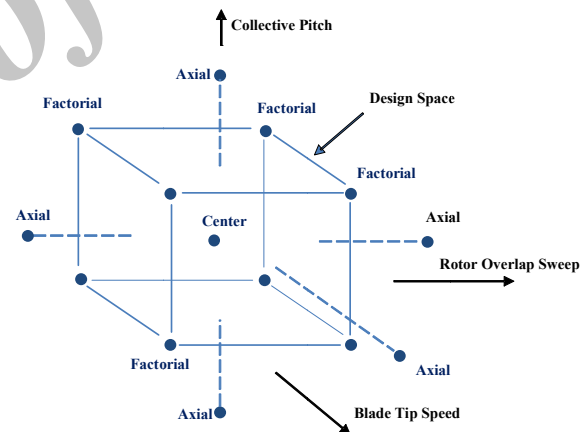 Collective Pitch
Axial
Design Space
Factorial
Factorial
Factorial
Axial
Center
Axial
Rotor Overlap Sweep
Factorial
Axial
Axial
Blade Tip Speed